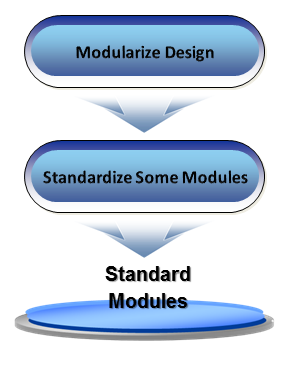 Modularize Design
Standardize Some Modules
Standard
Modules